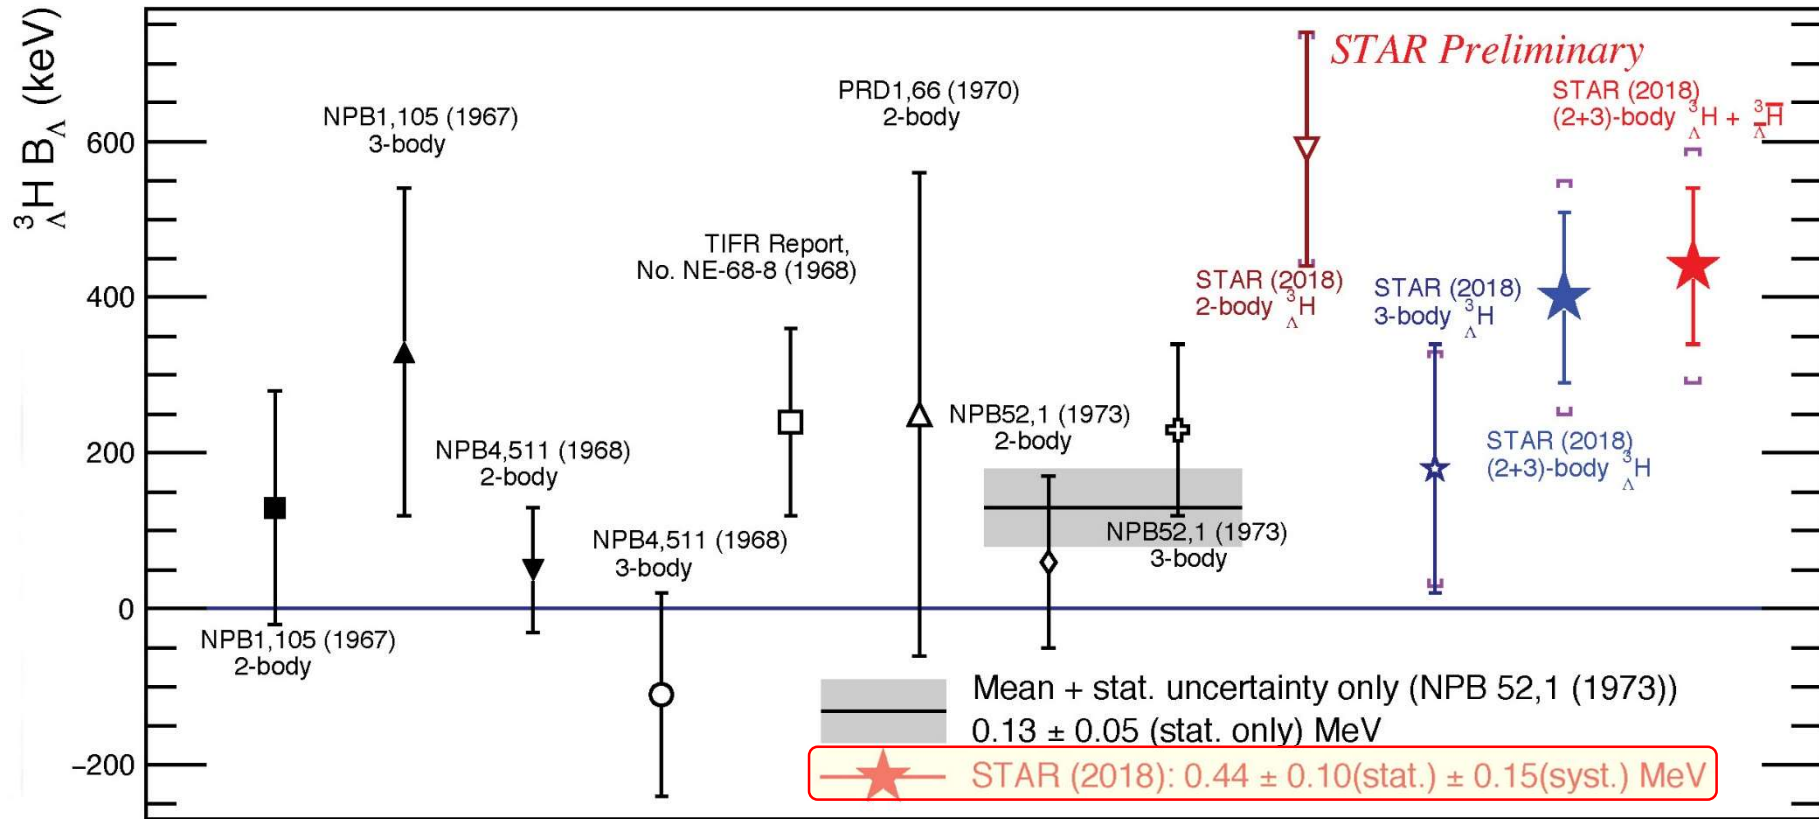 ³ΛH BΛ (keV)
600
400
200
0
−200
NPB1,105 (1967)
2-body
NPB1,105 (1967)
3-body
NPB4,511 (1968)
2-body
NPB4,511 (1968)
3-body
TIFR Report,
No. NE-68-8 (1968)
PRD1,66 (1970)
2-body
NPB52,1 (1973)
2-body
NPB52,1 (1973)
3-body
STAR Preliminary
STAR (2018)
2-body ³ΛH
STAR (2018)
3-body ³ΛH
STAR (2018)
(2+3)-body ³ΛH
STAR (2018)
(2+3)-body ³ΛH + ³Λ̅H̅
Mean + stat. uncertainty only (NPB 52,1 (1973))
0.13 ± 0.05 (stat. only) MeV
STAR (2018): 0.44 ± 0.10(stat.) ± 0.15(syst.) MeV